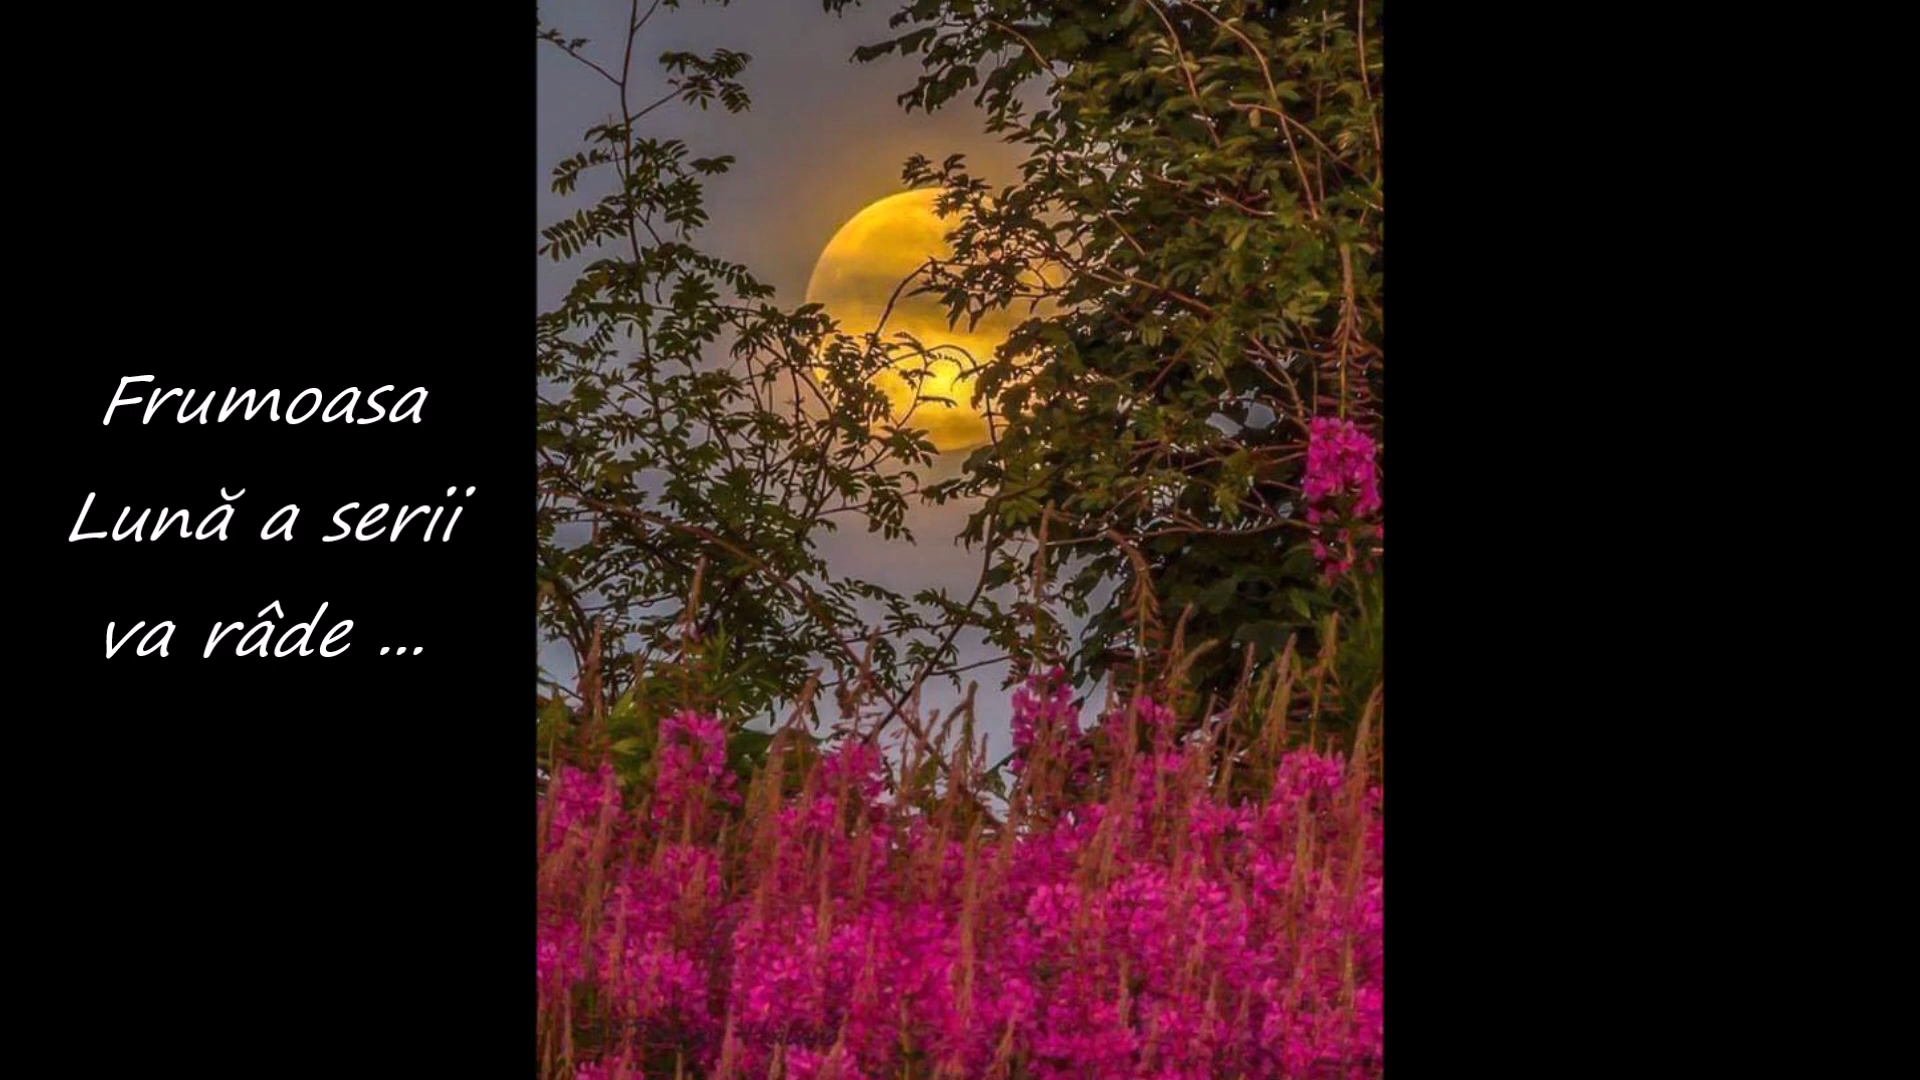 Frumoasa
Lună a serii
va râde ...